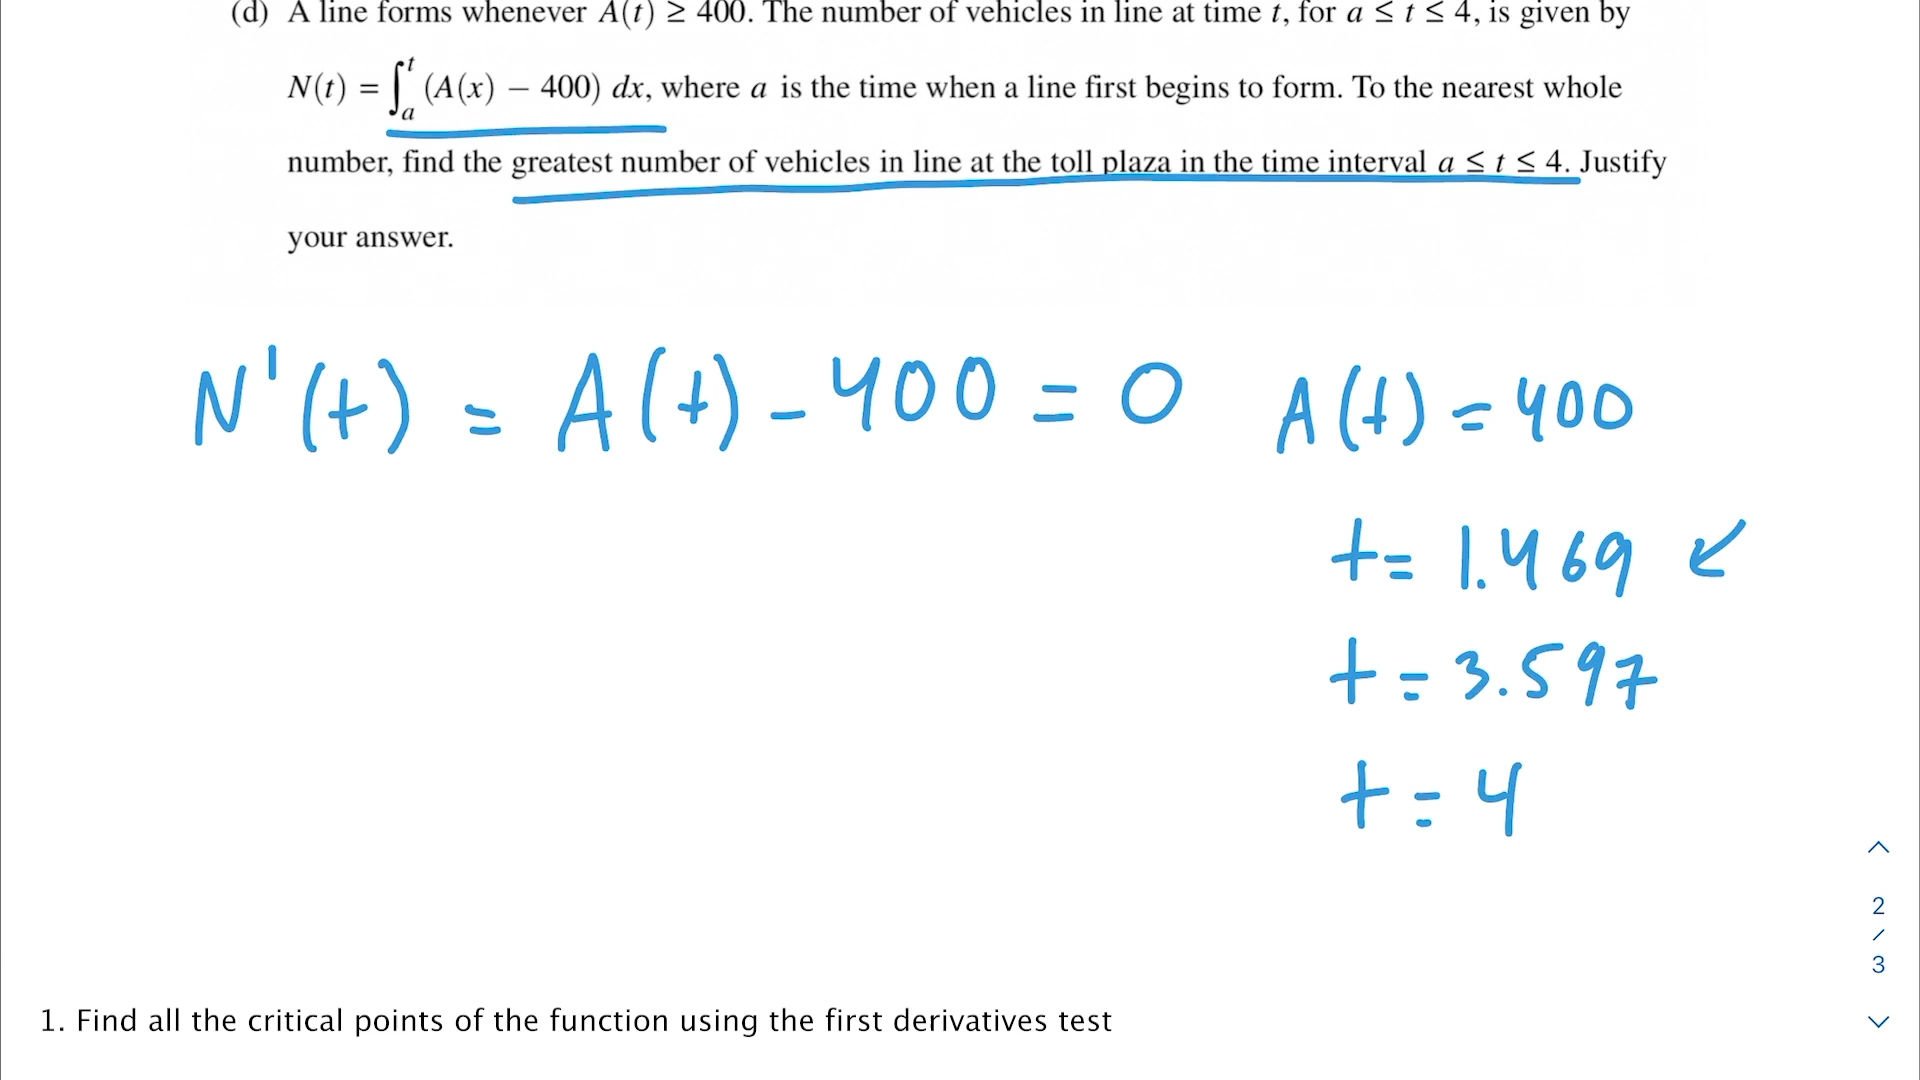 (d) A line forms whenever A(t) ≥ 400. The number of vehicles in line at time t, for a ≤ t ≤ 4, is given by
N(t) = ∫ₐᵗ (A(x) − 400) dx, where a is the time when a line first begins to form. To the nearest whole
number, find the greatest number of vehicles in line at the toll plaza in the time interval a ≤ t ≤ 4. Justify
your answer.
N'(t) = A(t) - 400 = 0
A(t) = 400
t = 1.469
t = 3.597
t = 4
2
/
3
1. Find all the critical points of the function using the first derivatives test